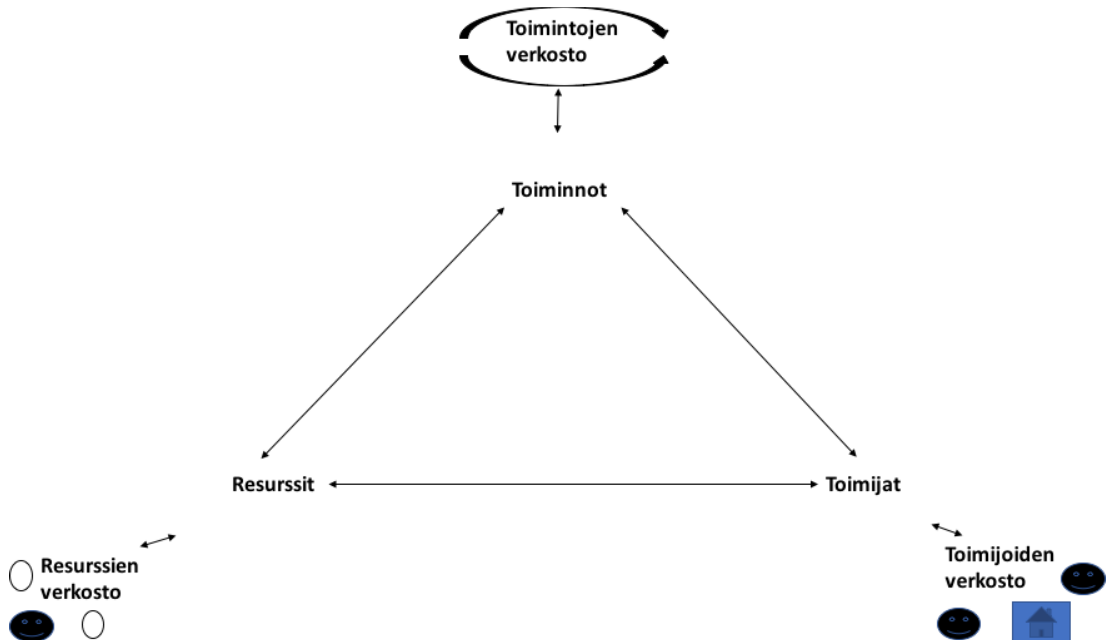 Toimintojen
verkosto
Toiminnot
Resurssit
Toimijat
Resurssien
verkosto
Toimijoiden
verkosto